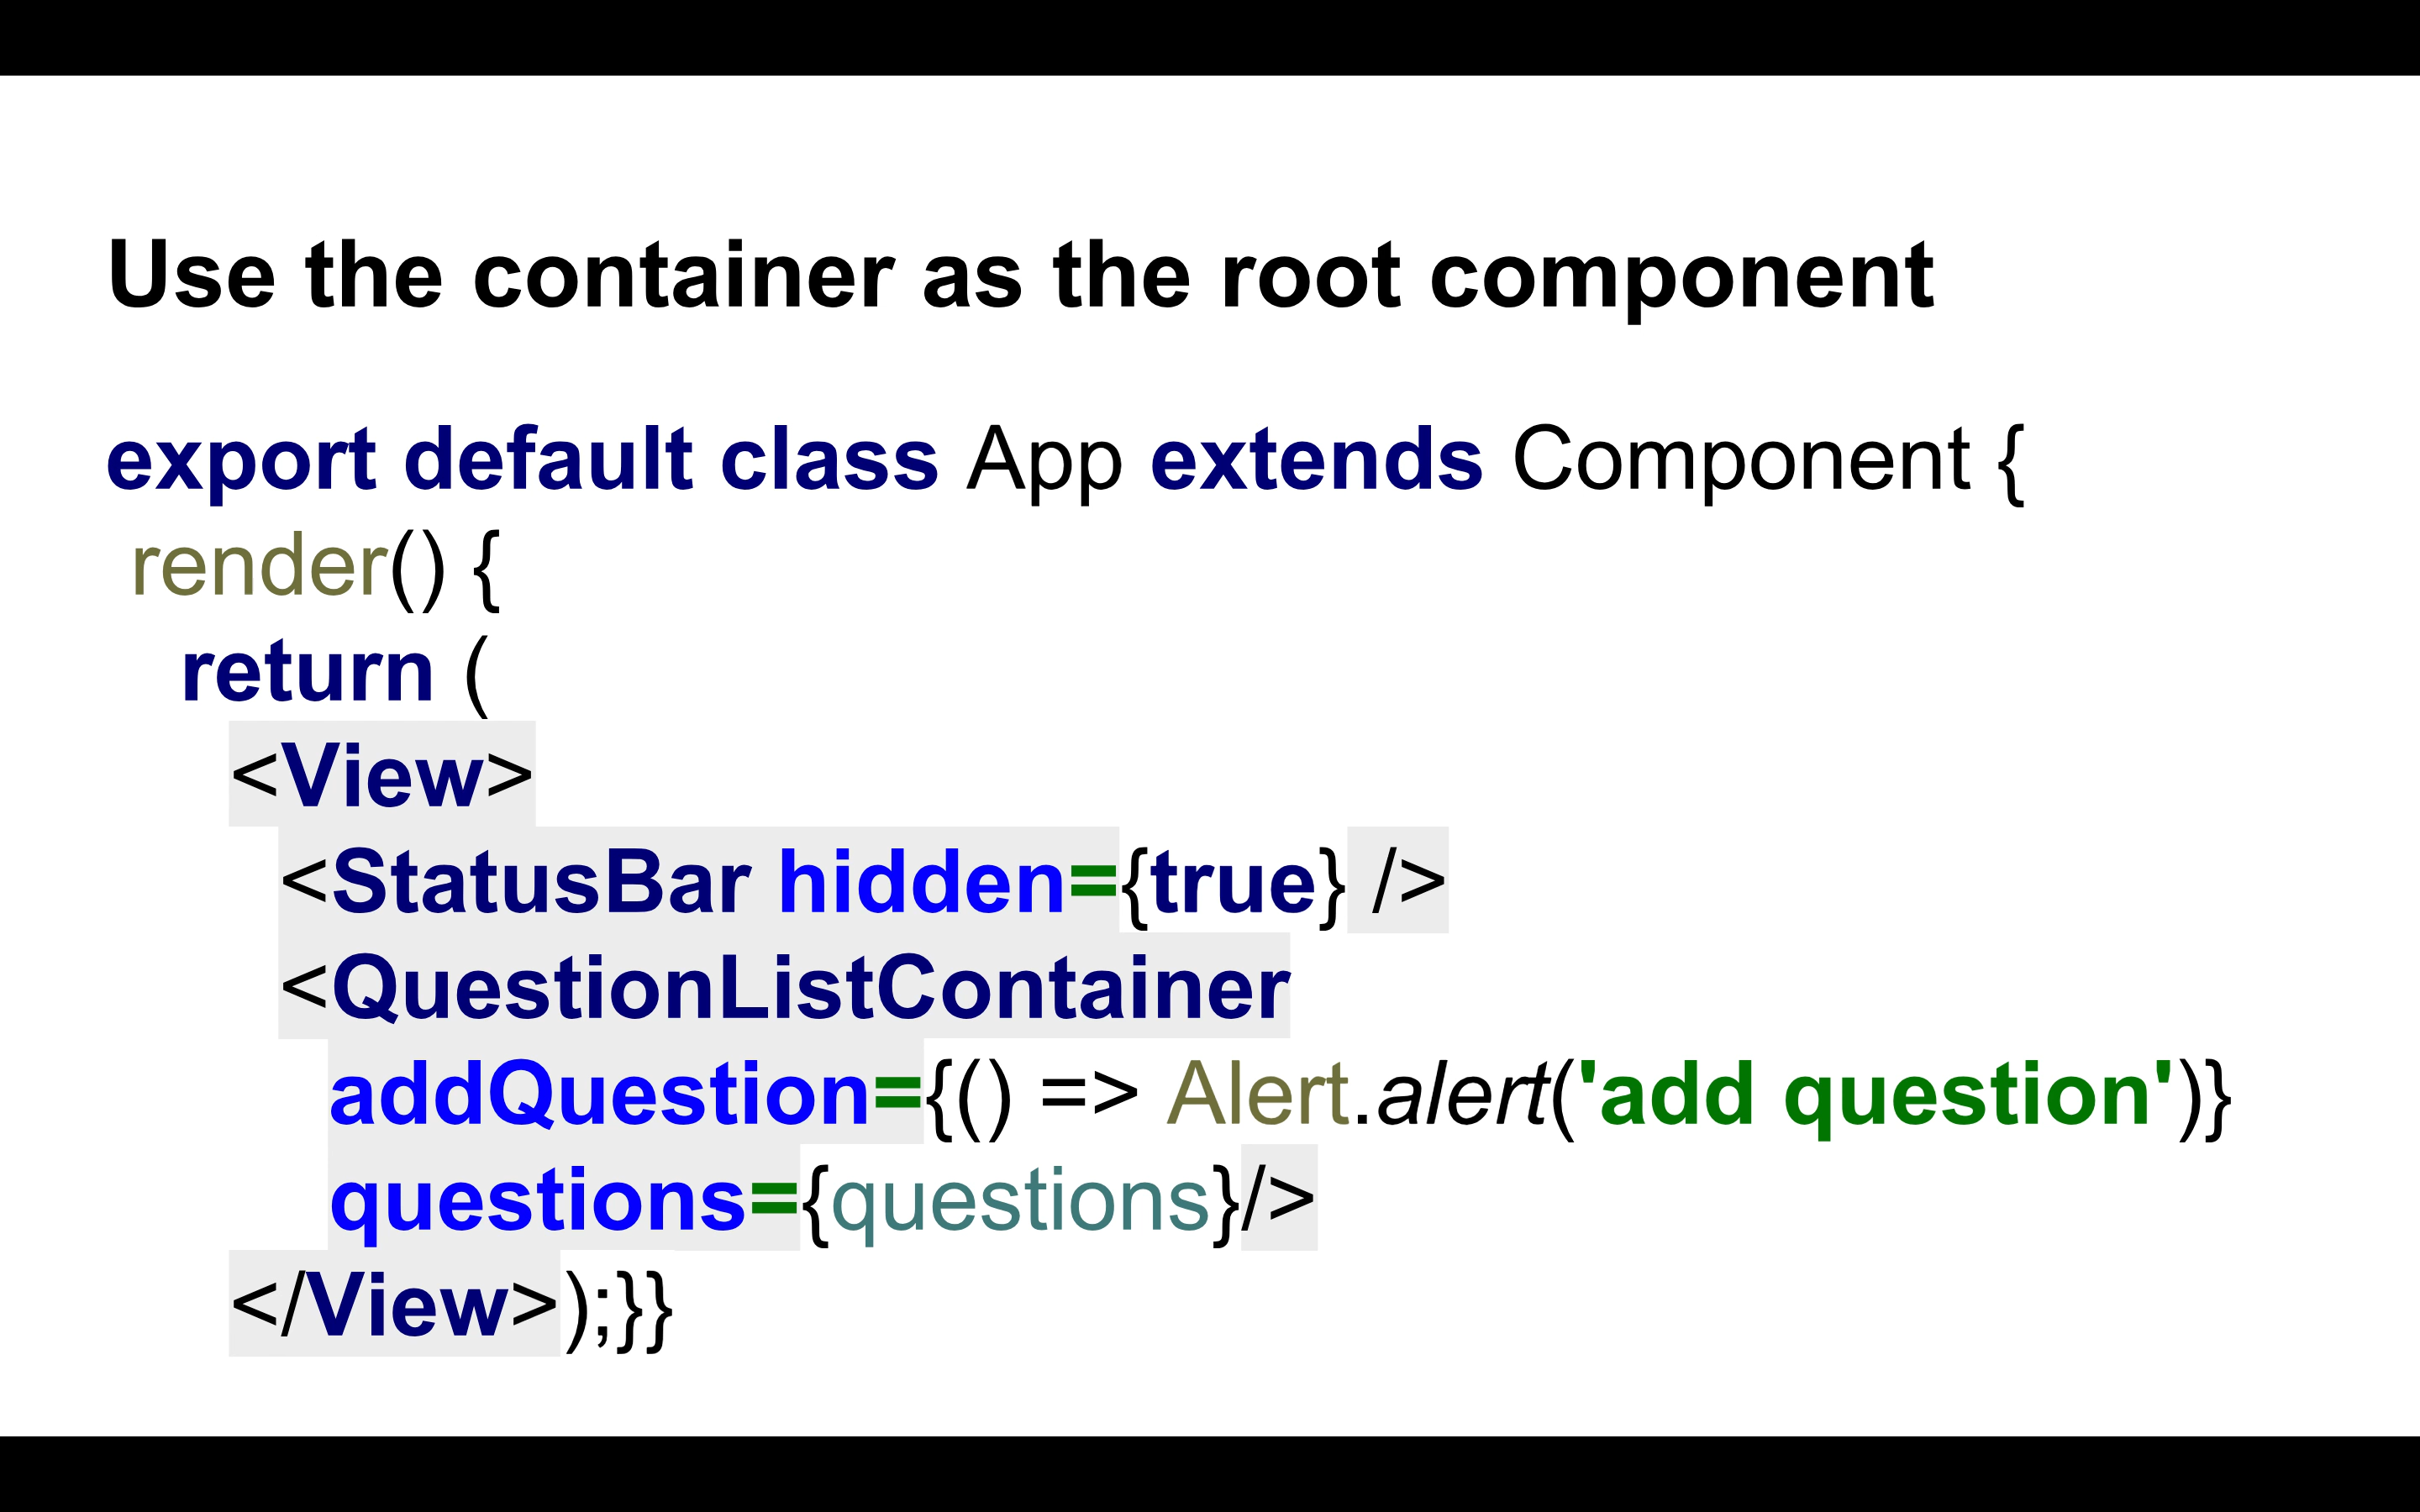 Use the container as the root component
export default class App extends Component {
render() {
return (
<View>
<StatusBar hidden={true} />
<QuestionListContainer
addQuestion={() => Alert.alert('add question')}
questions={questions}/>
</View>);}}